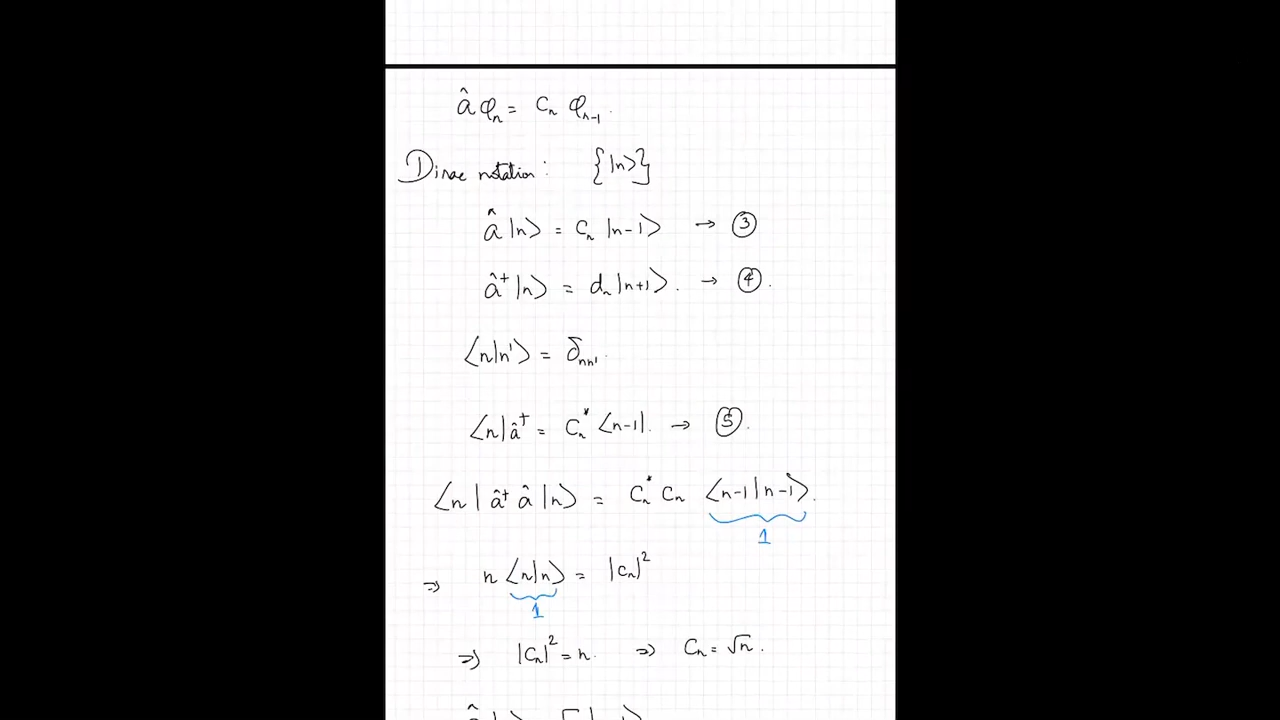 â φₙ = Cₙ φₙ₋₁.
Dirac notation: {|n>}
â |n> = Cₙ |n-1> → ③
â† |n> = dₙ |n+1>. → ④.
<n|n'> = δₙₙ'.
<n|â† = Cₙ* <n-1|. → ⑤.
<n | â† â |n> = Cₙ* Cₙ <n-1|n-1>.
1
⇒ n <n|n> = |Cₙ|²
1
⇒ |Cₙ|² = n. ⇒ Cₙ = √n.